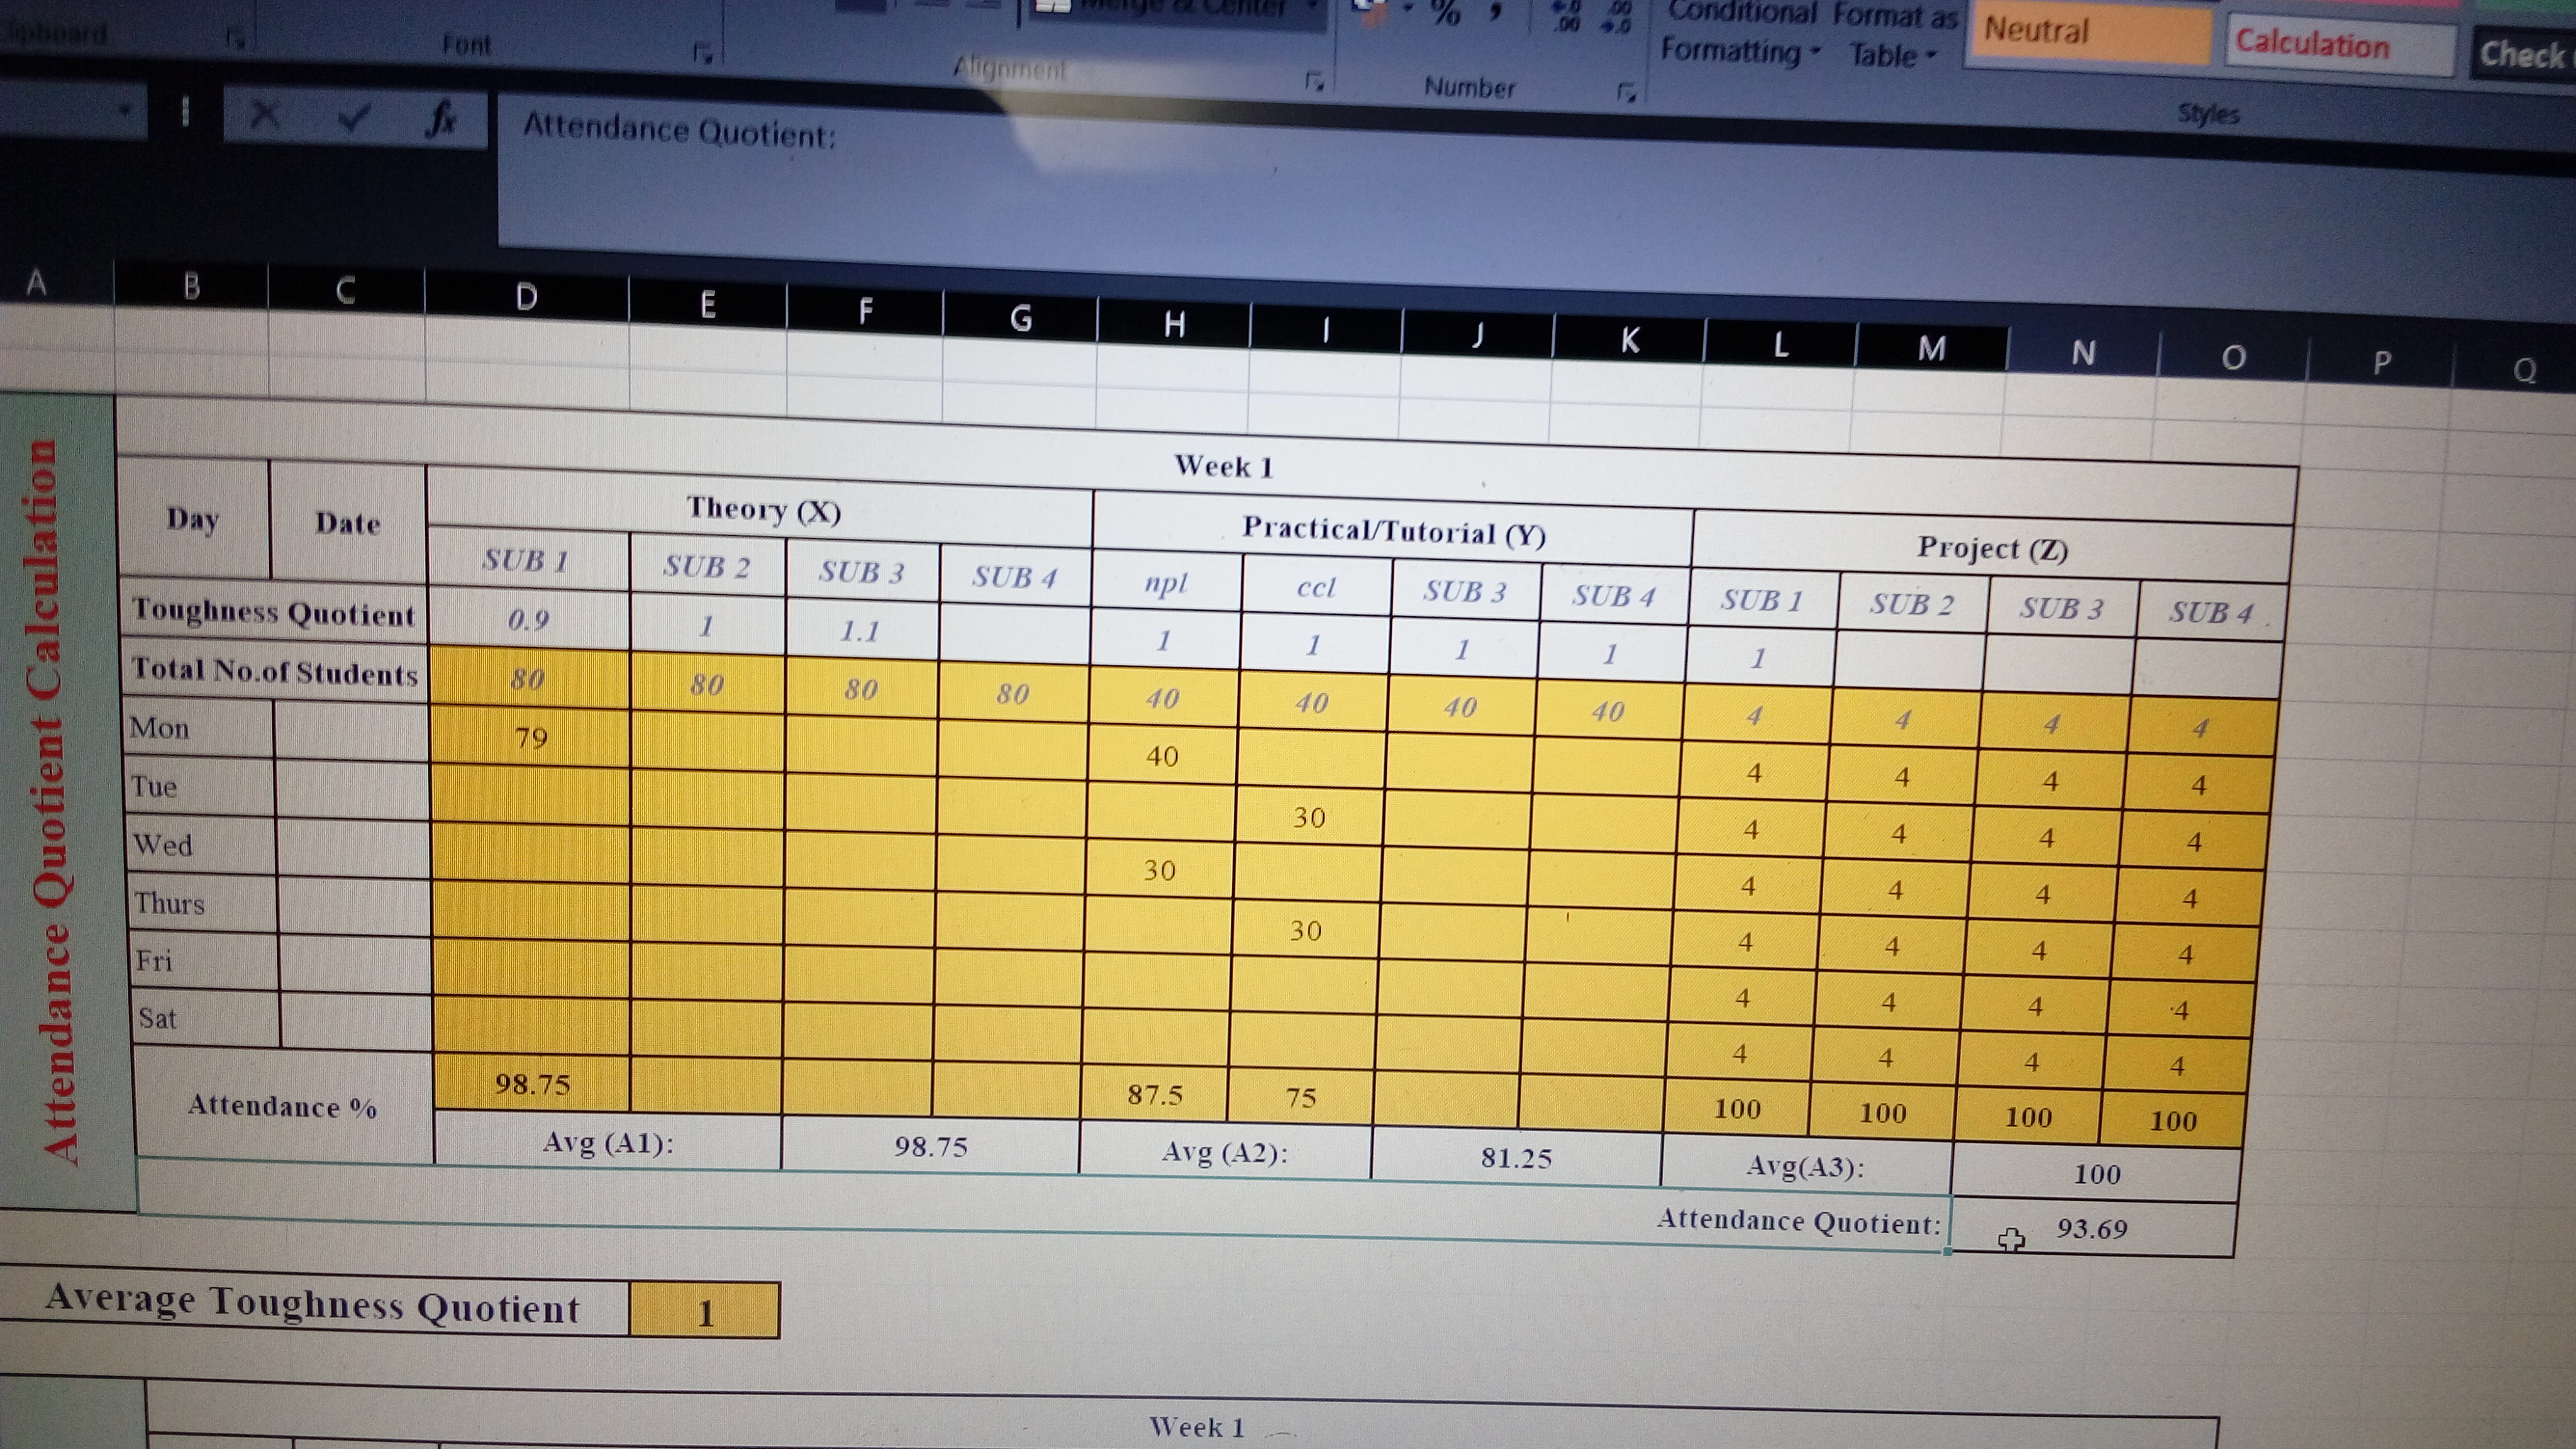 Clipboard Font Alignment Number Styles
Merge & Center % , Conditional Formatting Format as Table Neutral Calculation Check
fx Attendance Quotient:
A B C D E F G H I J K L M N O P Q
Attendance Quotient Calculation
Week 1
Day Date Theory (X) Practical/Tutorial (Y) Project (Z)
SUB 1 SUB 2 SUB 3 SUB 4 npl ccl SUB 3 SUB 4 SUB 1 SUB 2 SUB 3 SUB 4
Toughness Quotient 0.9 1 1.1 1 1 1 1 1
Total No.of Students 80 80 80 80 40 40 40 40 4 4 4 4
Mon 79 40 4 4 4 4
Tue 30 4 4 4 4
Wed 30 4 4 4 4
Thurs 30 4 4 4 4
Fri 4 4 4 4
Sat 4 4 4 4
Attendance % 98.75 87.5 75 100 100 100 100
Avg (A1): 98.75 Avg (A2): 81.25 Avg(A3): 100
Attendance Quotient: 93.69
Average Toughness Quotient 1
Week 1